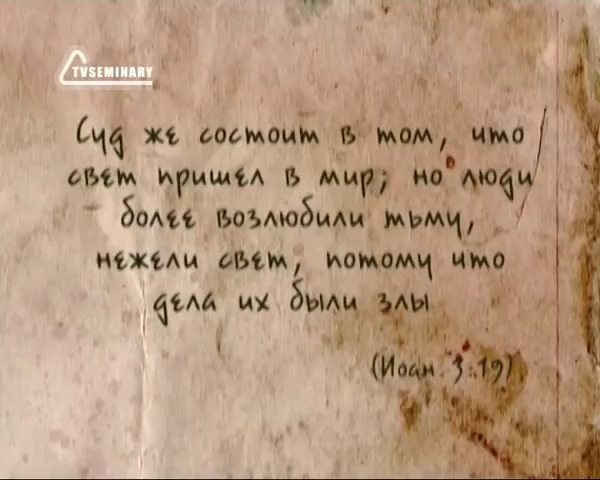 TVSEMINARY
Суд же состоит в том, что
свет пришел в мир; но люди
более возлюбили тьму,
нежели свет, потому что
дела их были злы
(Иоан. 3:19)